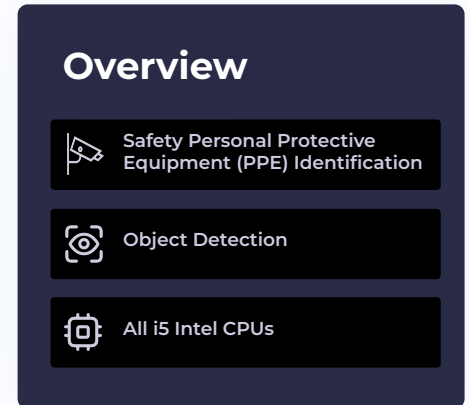 Overview
Safety Personal Protective
Equipment (PPE) Identification
Object Detection
All i5 Intel CPUs